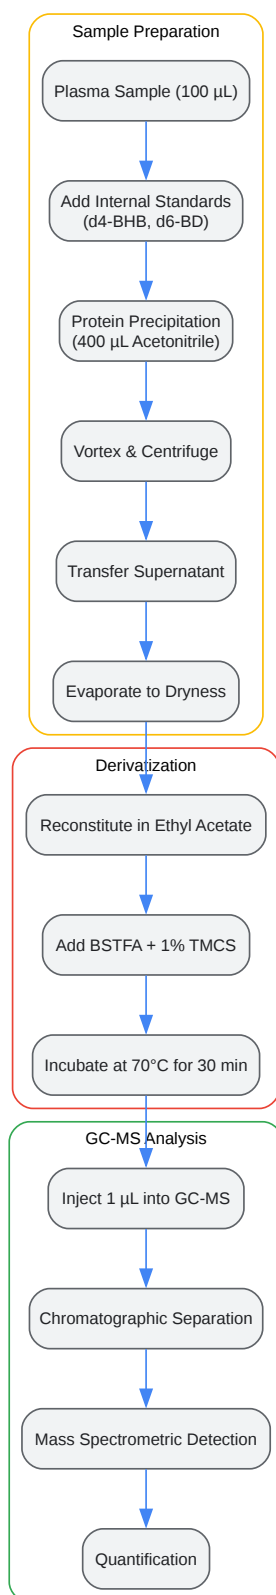 Sample Preparation
Plasma Sample (100 µL)
Add Internal Standards
(d4-BHB, d6-BD)
Protein Precipitation
(400 µL Acetonitrile)
Vortex & Centrifuge
Transfer Supernatant
Evaporate to Dryness
Derivatization
Reconstitute in Ethyl Acetate
Add BSTFA + 1% TMCS
Incubate at 70°C for 30 min
GC-MS Analysis
Inject 1 µL into GC-MS
Chromatographic Separation
Mass Spectrometric Detection
Quantification